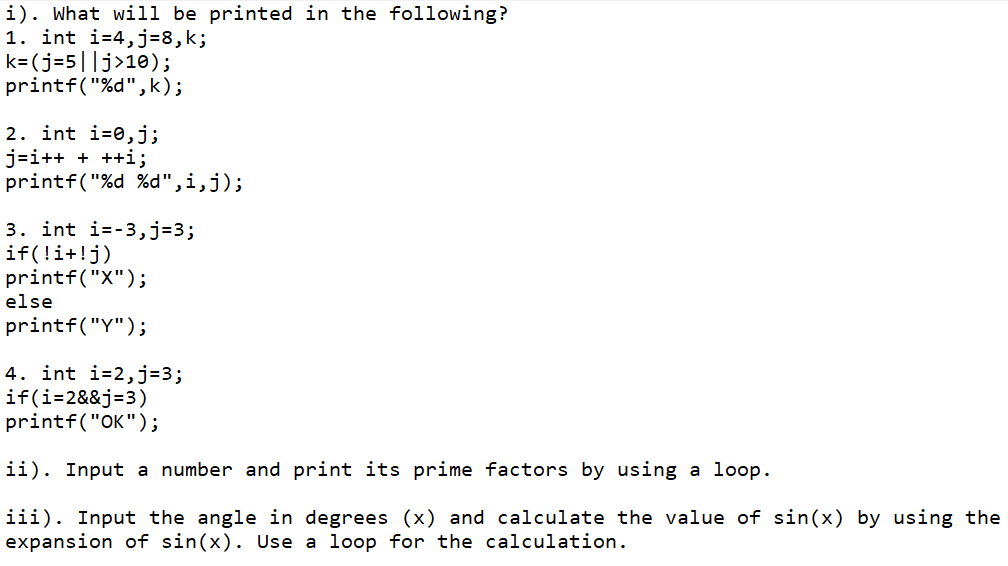 i). What will be printed in the following?
1. int i=4,j=8,k;
k=(j=5||j>10);
printf("%d",k);
2. int i=0,j;
j=i++ + ++i;
printf("%d %d",i,j);
3. int i=-3,j=3;
if(!i+!j)
printf("X");
else
printf("Y");
4. int i=2,j=3;
if(i=2&&j=3)
printf("OK");
ii). Input a number and print its prime factors by using a loop.
iii). Input the angle in degrees (x) and calculate the value of sin(x) by using the
expansion of sin(x). Use a loop for the calculation.